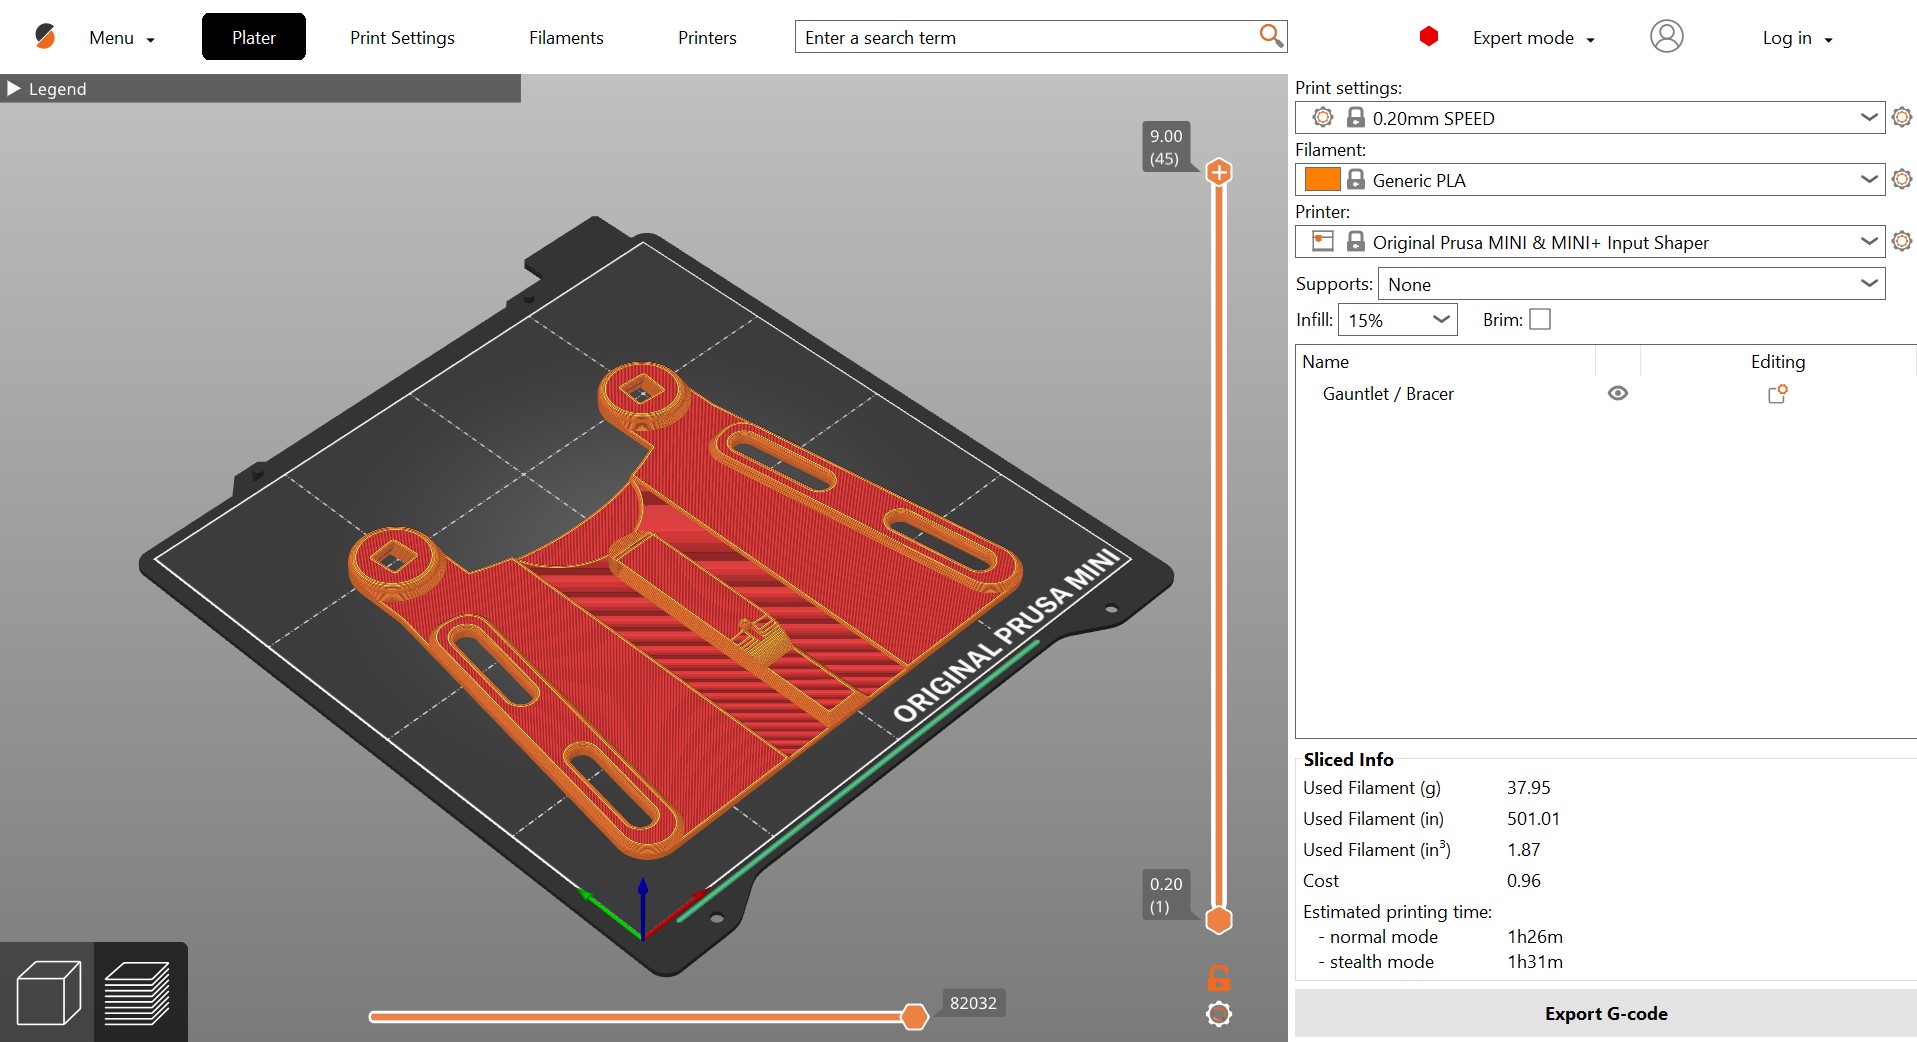 Menu
Plater
Print Settings
Filaments
Printers
Enter a search term
Expert mode
Log in
Legend
9.00
(45)
0.20
(1)
82032
ORIGINAL PRUSA MINI
Print settings:
0.20mm SPEED
Filament:
Generic PLA
Printer:
Original Prusa MINI & MINI+ Input Shaper
Supports: None
Infill: 15% Brim:
Name Editing
Gauntlet / Bracer
Sliced Info
Used Filament (g) 37.95
Used Filament (in) 501.01
Used Filament (in³) 1.87
Cost 0.96
Estimated printing time:
- normal mode 1h26m
- stealth mode 1h31m
Export G-code